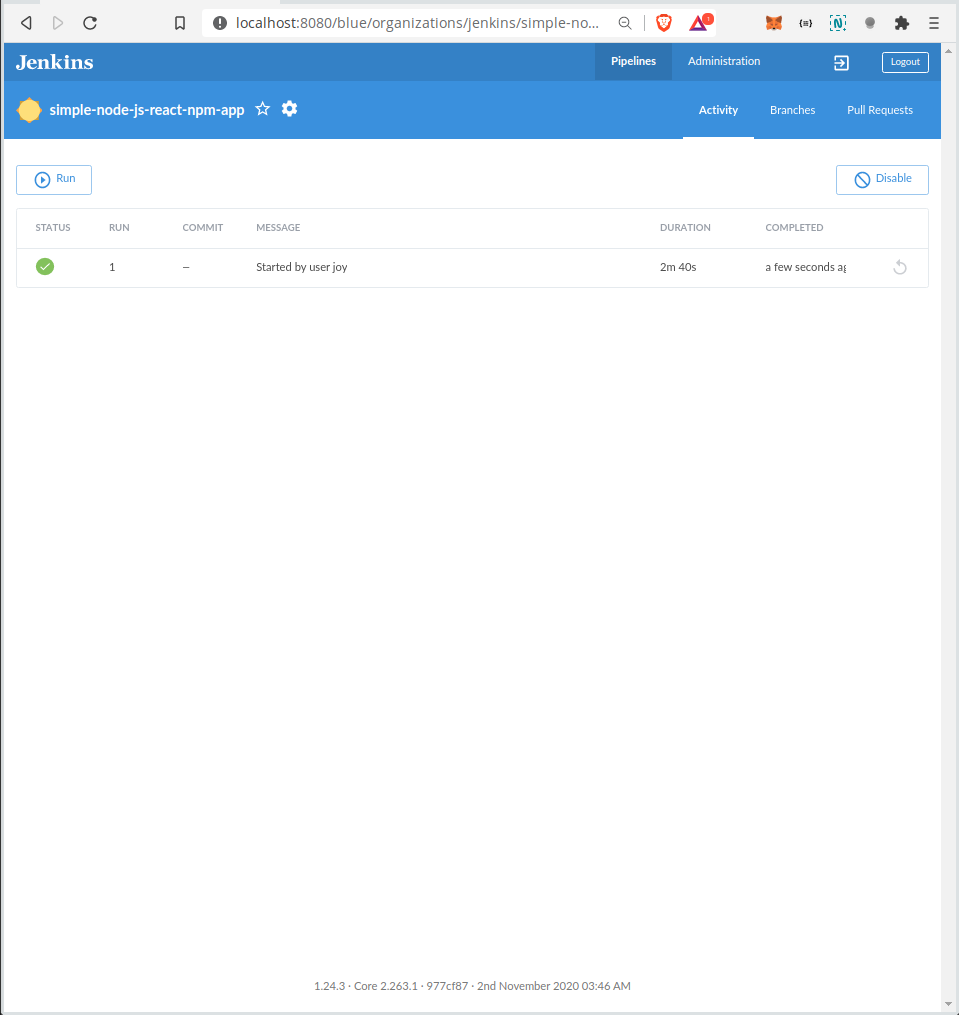 localhost:8080/blue/organizations/jenkins/simple-no...
Jenkins
Pipelines Administration Logout
simple-node-js-react-npm-app Activity Branches Pull Requests
Run Disable
STATUS RUN COMMIT MESSAGE DURATION COMPLETED
1 – Started by user joy 2m 40s a few seconds ag
1.24.3 · Core 2.263.1 · 977cf87 · 2nd November 2020 03:46 AM